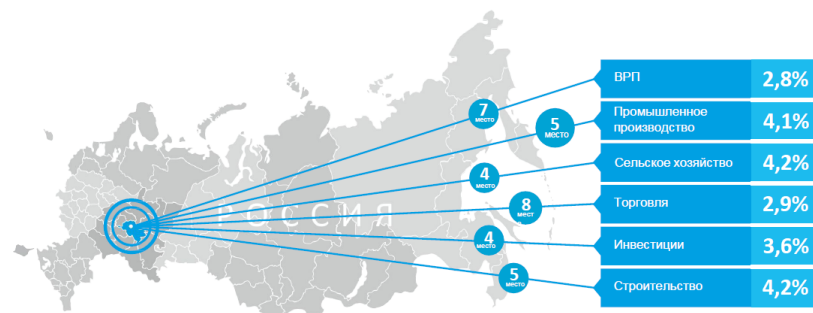 ВРП
2,8%
7
место
Промышленное
производство
4,1%
5
место
Сельское хозяйство
4,2%
4
место
Торговля
2,9%
8
мест
РОССИЯ
Инвестиции
3,6%
4
место
Строительство
4,2%
5
место